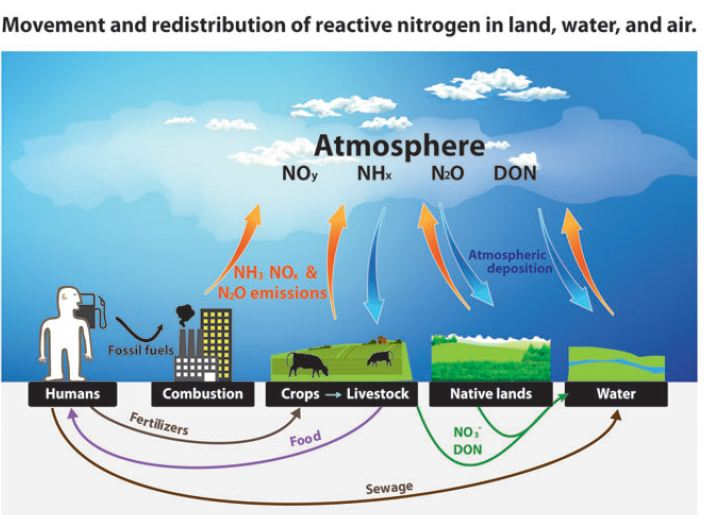 Movement and redistribution of reactive nitrogen in land, water, and air.
Atmosphere
NOy NHx N2O DON
Atmospheric
deposition
NH3 NOx &
N2O emissions
Fossil fuels
Humans
Combustion
Crops → Livestock
Native lands
Water
Fertilizers
Food
NO3-
DON
Sewage